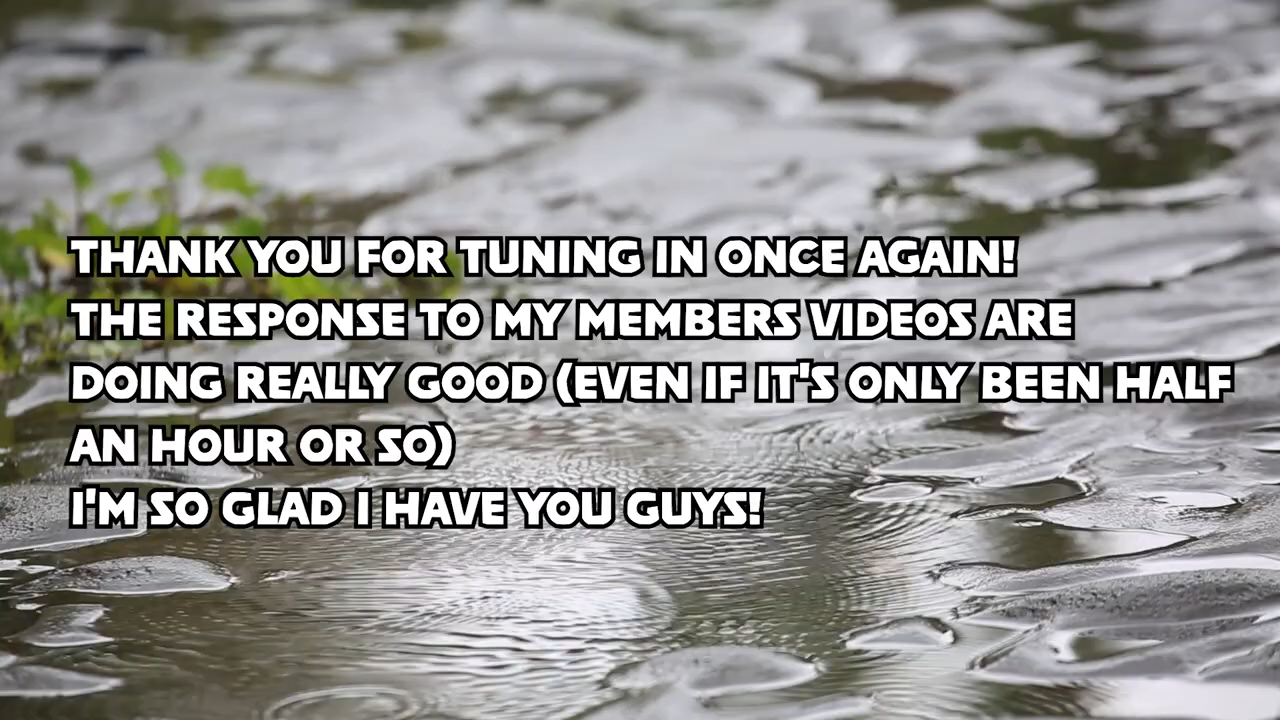 THANK YOU FOR TUNING IN ONCE AGAIN!
THE RESPONSE TO MY MEMBERS VIDEOS ARE
DOING REALLY GOOD (EVEN IF IT'S ONLY BEEN HALF
AN HOUR OR SO)
I'M SO GLAD I HAVE YOU GUYS!